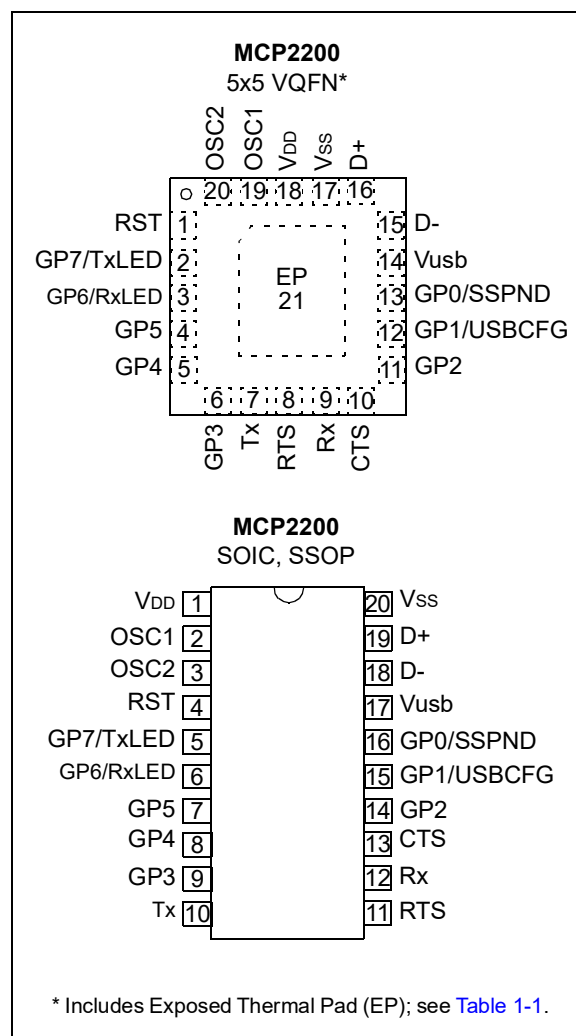 MCP2200
5x5 VQFN*
OSC2 OSC1 VDD VSS D+
20 19 18 17 16
RST 1
15 D-
GP7/TxLED 2
14 Vusb
GP6/RxLED 3
EP
21
13 GP0/SSPND
GP5 4
12 GP1/USBCFG
GP4 5
11 GP2
6 7 8 9 10
GP3 Tx RTS Rx CTS
MCP2200
SOIC, SSOP
VDD 1
20 VSS
OSC1 2
19 D+
OSC2 3
18 D-
RST 4
17 Vusb
GP7/TxLED 5
16 GP0/SSPND
GP6/RxLED 6
15 GP1/USBCFG
GP5 7
14 GP2
GP4 8
13 CTS
GP3 9
12 Rx
Tx 10
11 RTS
* Includes Exposed Thermal Pad (EP); see Table 1-1.